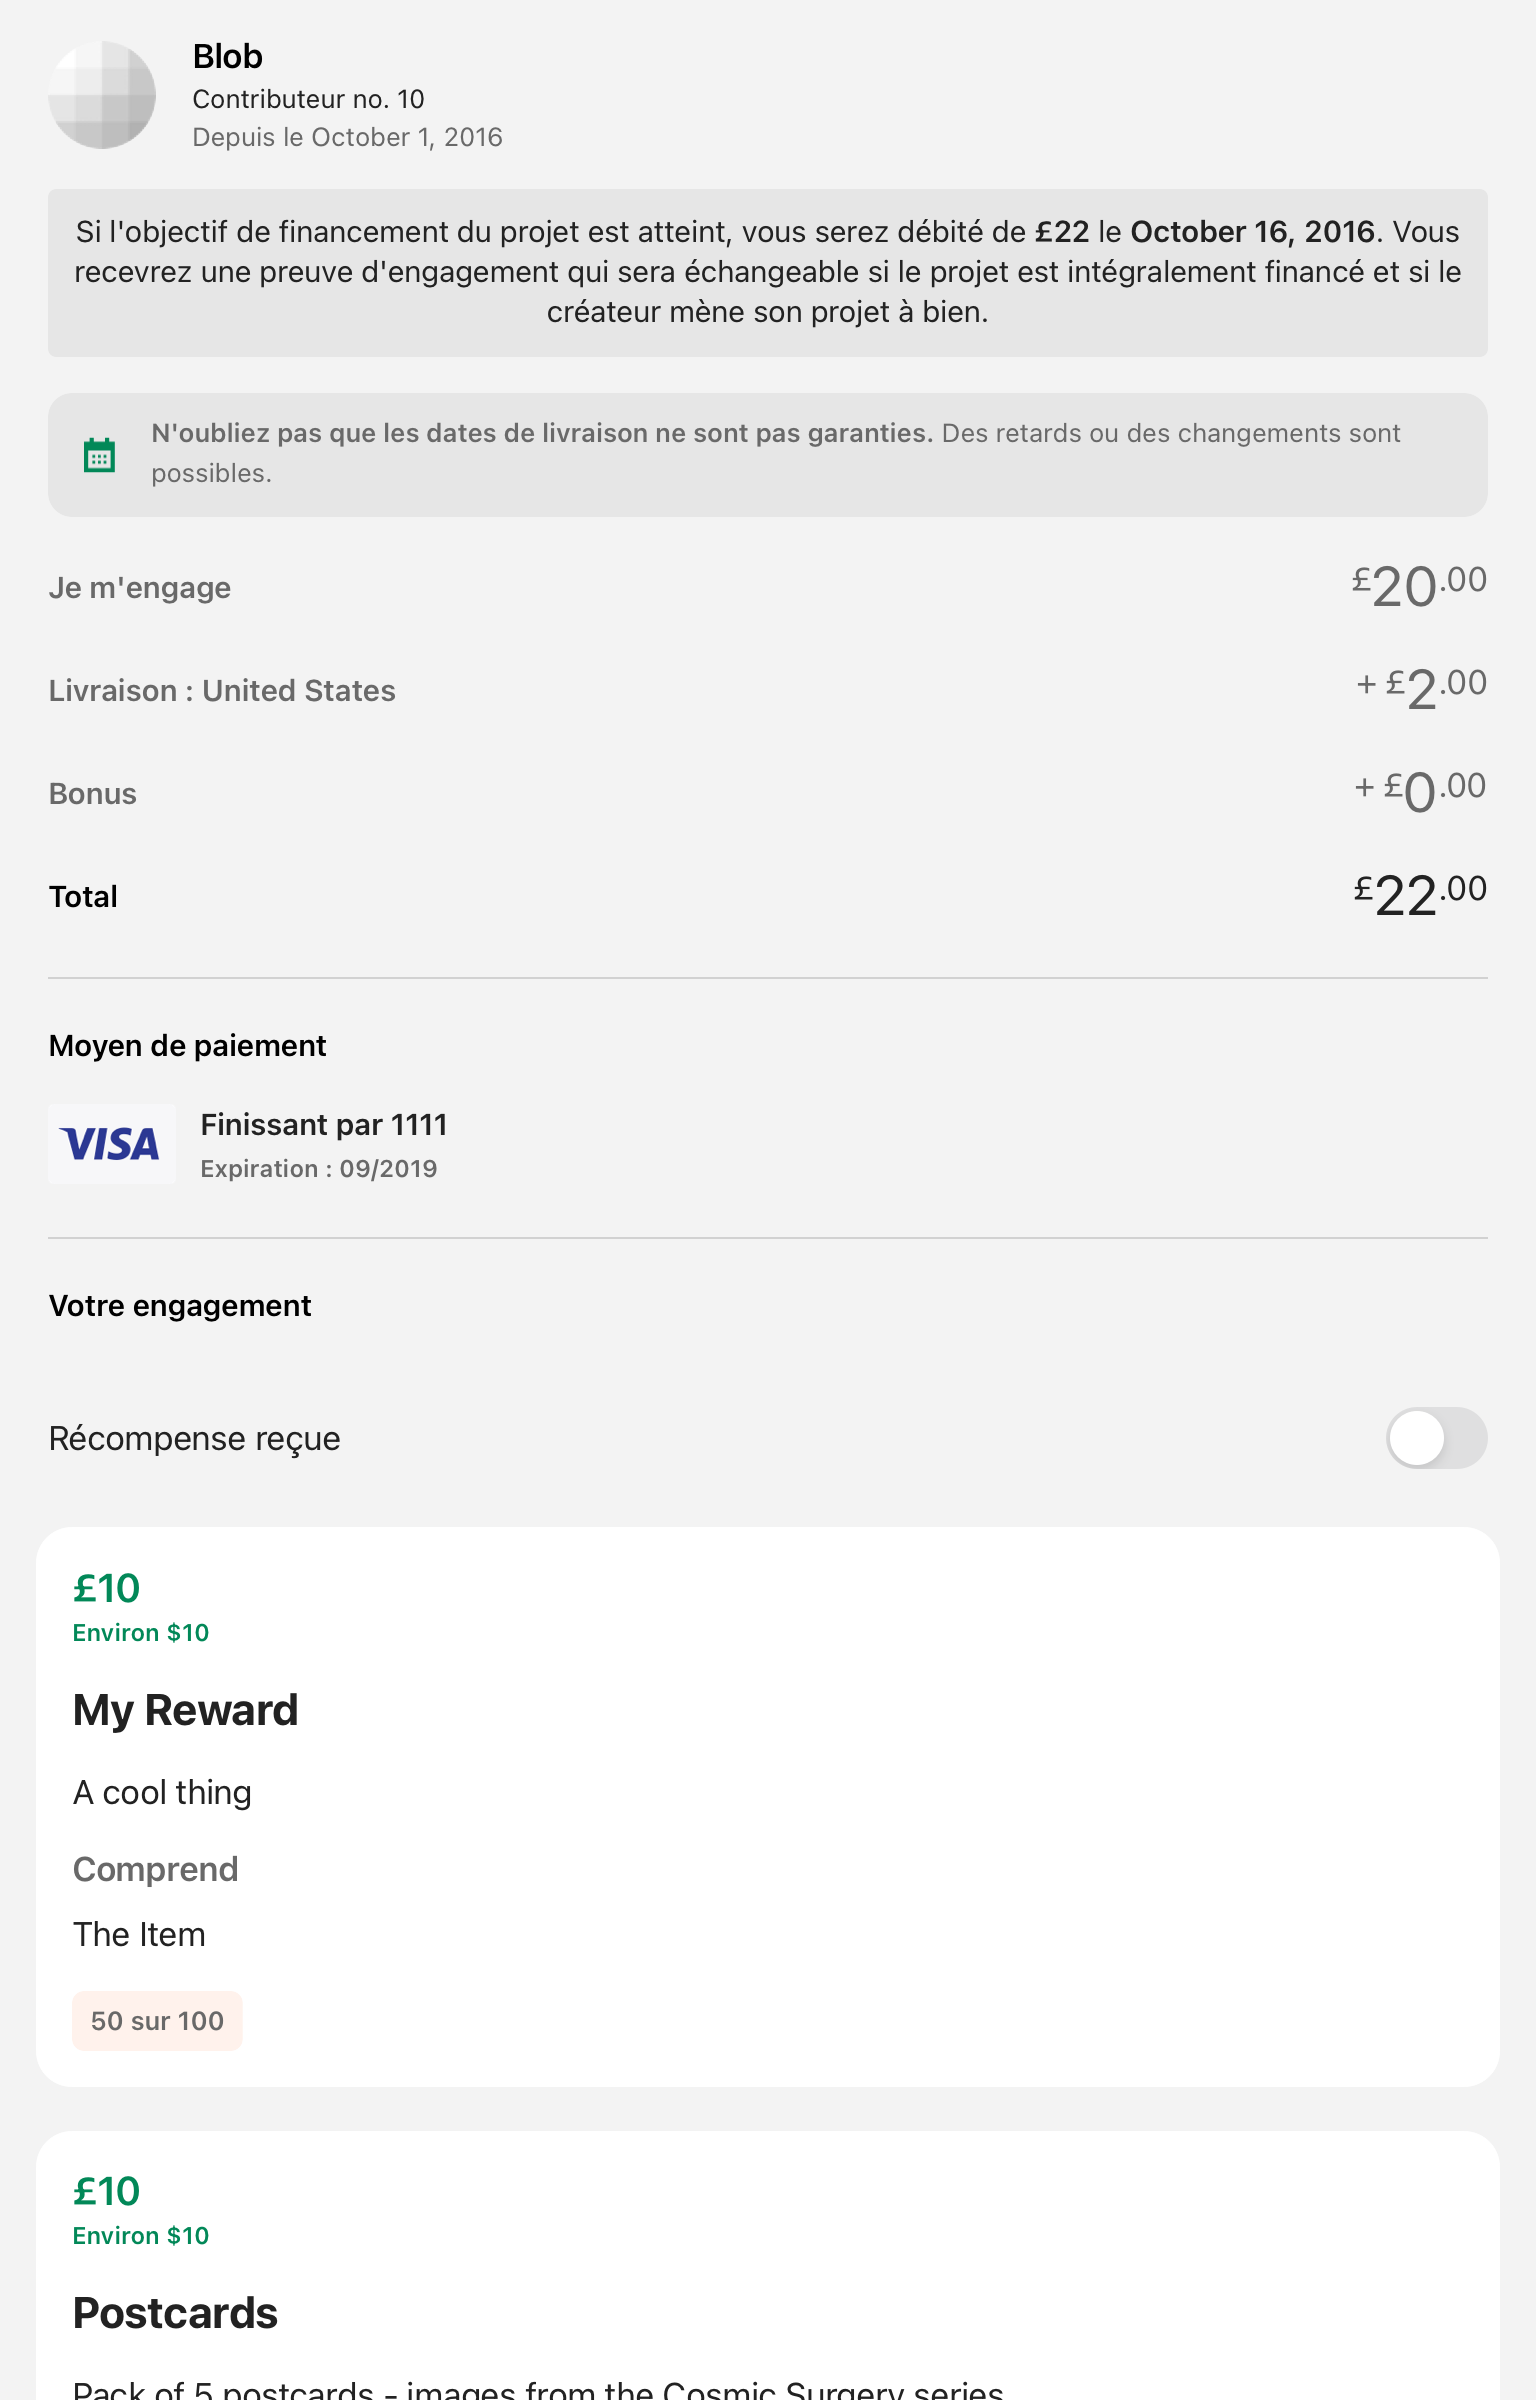 Blob
Contributeur no. 10
Depuis le October 1, 2016
Si l'objectif de financement du projet est atteint, vous serez débité de £22 le October 16, 2016. Vous
recevrez une preuve d'engagement qui sera échangeable si le projet est intégralement financé et si le
créateur mène son projet à bien.
N'oubliez pas que les dates de livraison ne sont pas garanties. Des retards ou des changements sont
possibles.
Je m'engage £20.00
Livraison : United States + £2.00
Bonus + £0.00
Total £22.00
Moyen de paiement
VISA
Finissant par 1111
Expiration : 09/2019
Votre engagement
Récompense reçue
£10
Environ $10
My Reward
A cool thing
Comprend
The Item
50 sur 100
£10
Environ $10
Postcards
Pack of 5 postcards - images from the Cosmic Surgery series.